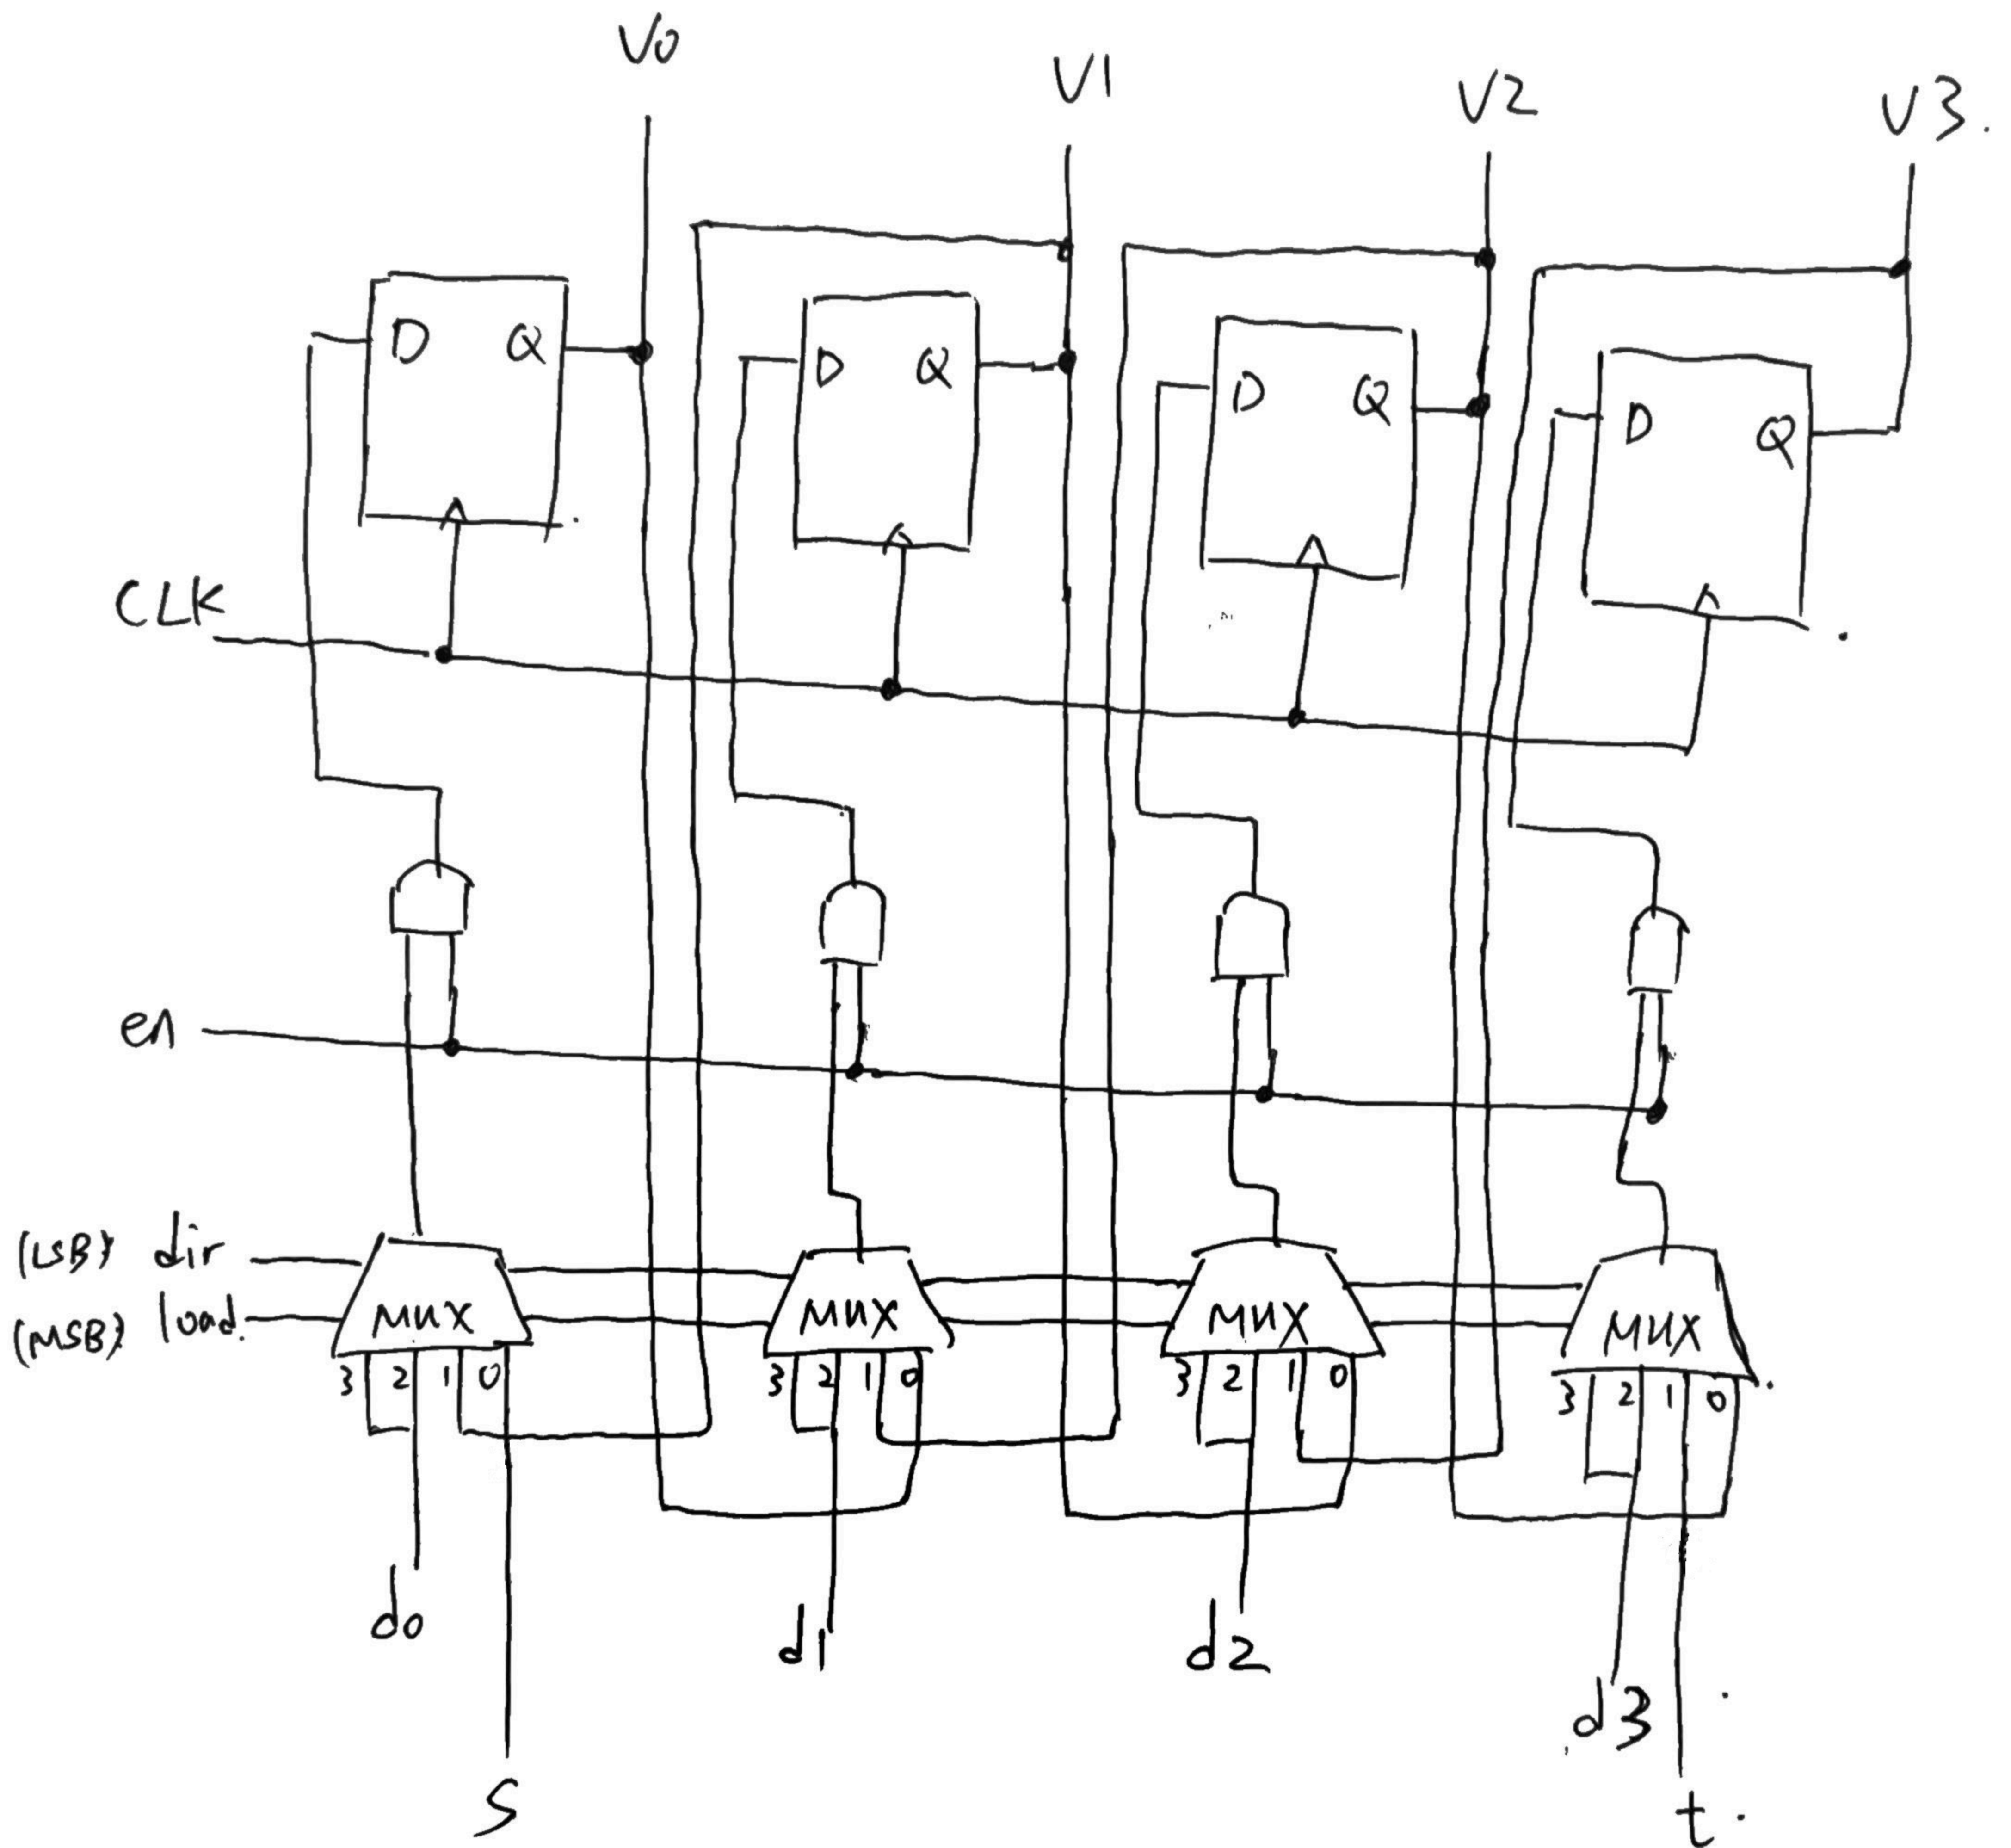 V0
V1
V2
V3.
D Q
D Q
D Q
D Q
CLK
en
(LSB) dir
(MSB) load.
MUX
MUX
MUX
MUX
3 2 1 0
3 2 1 0
3 2 1 0
3 2 1 0
d0
d1
d2
d3
S
t.